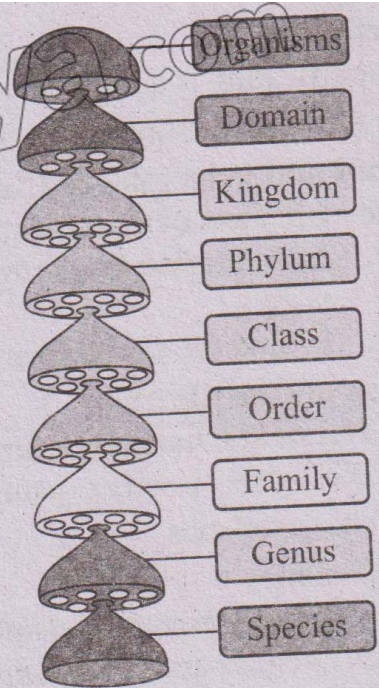 Organisms
Domain
Kingdom
Phylum
Class
Order
Family
Genus
Species